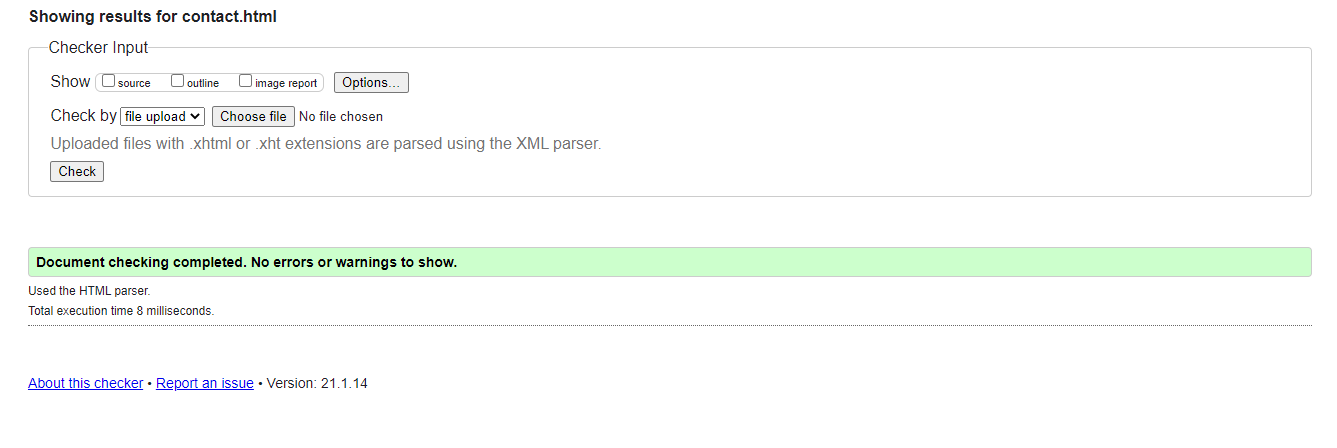 Showing results for contact.html
Checker Input
Show source outline image report Options...
Check by file upload Choose file No file chosen
Uploaded files with .xhtml or .xht extensions are parsed using the XML parser.
Check
Document checking completed. No errors or warnings to show.
Used the HTML parser.
Total execution time 8 milliseconds.
About this checker • Report an issue • Version: 21.1.14